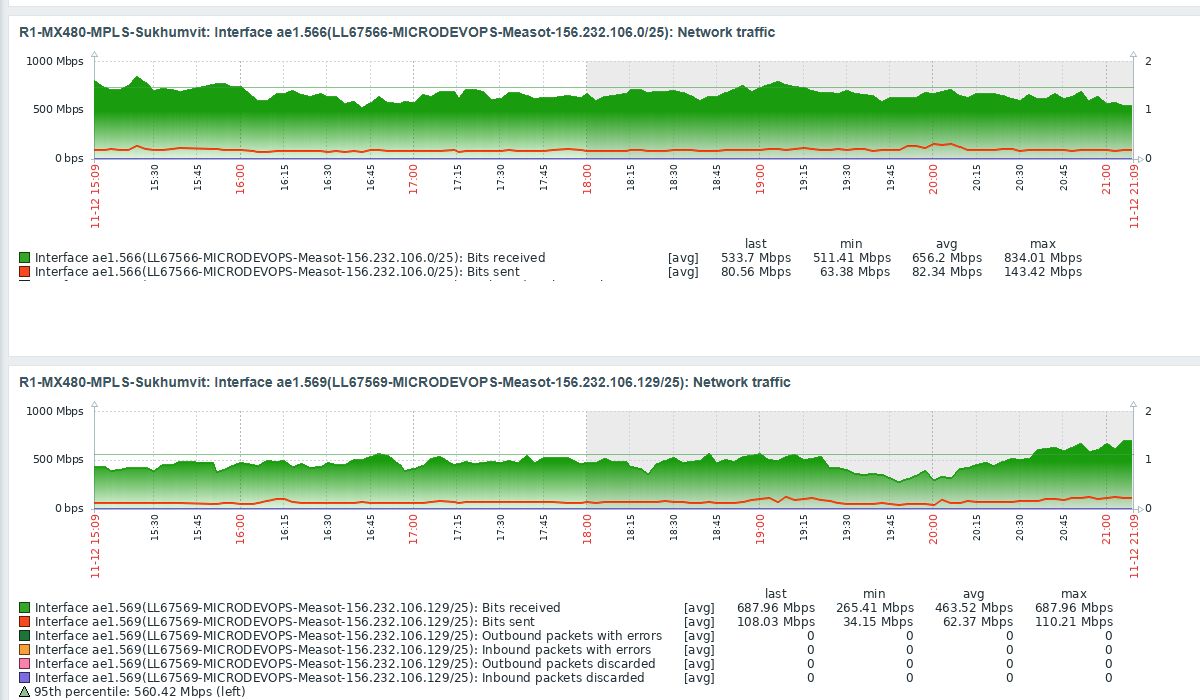 R1-MX480-MPLS-Sukhumvit: Interface ae1.566(LL67566-MICRODEVOPS-Measot-156.232.106.0/25): Network traffic
1000 Mbps 2
500 Mbps 1
0 bps 0
11-12 15:09 15:30 15:45 16:00 16:15 16:30 16:45 17:00 17:15 17:30 17:45 18:00 18:15 18:30 18:45 19:00 19:15 19:30 19:45 20:00 20:15 20:30 20:45 21:00 11-12 21:09
last min avg max
Interface ae1.566(LL67566-MICRODEVOPS-Measot-156.232.106.0/25): Bits received [avg] 533.7 Mbps 511.41 Mbps 656.2 Mbps 834.01 Mbps
Interface ae1.566(LL67566-MICRODEVOPS-Measot-156.232.106.0/25): Bits sent [avg] 80.56 Mbps 63.38 Mbps 82.34 Mbps 143.42 Mbps
R1-MX480-MPLS-Sukhumvit: Interface ae1.569(LL67569-MICRODEVOPS-Measot-156.232.106.129/25): Network traffic
1000 Mbps 2
500 Mbps 1
0 bps 0
11-12 15:09 15:30 15:45 16:00 16:15 16:30 16:45 17:00 17:15 17:30 17:45 18:00 18:15 18:30 18:45 19:00 19:15 19:30 19:45 20:00 20:15 20:30 20:45 21:00 11-12 21:09
last min avg max
Interface ae1.569(LL67569-MICRODEVOPS-Measot-156.232.106.129/25): Bits received [avg] 687.96 Mbps 265.41 Mbps 463.52 Mbps 687.96 Mbps
Interface ae1.569(LL67569-MICRODEVOPS-Measot-156.232.106.129/25): Bits sent [avg] 108.03 Mbps 34.15 Mbps 62.37 Mbps 110.21 Mbps
Interface ae1.569(LL67569-MICRODEVOPS-Measot-156.232.106.129/25): Outbound packets with errors [avg] 0 0 0 0
Interface ae1.569(LL67569-MICRODEVOPS-Measot-156.232.106.129/25): Inbound packets with errors [avg] 0 0 0 0
Interface ae1.569(LL67569-MICRODEVOPS-Measot-156.232.106.129/25): Outbound packets discarded [avg] 0 0 0 0
Interface ae1.569(LL67569-MICRODEVOPS-Measot-156.232.106.129/25): Inbound packets discarded [avg] 0 0 0 0
95th percentile: 560.42 Mbps (left)